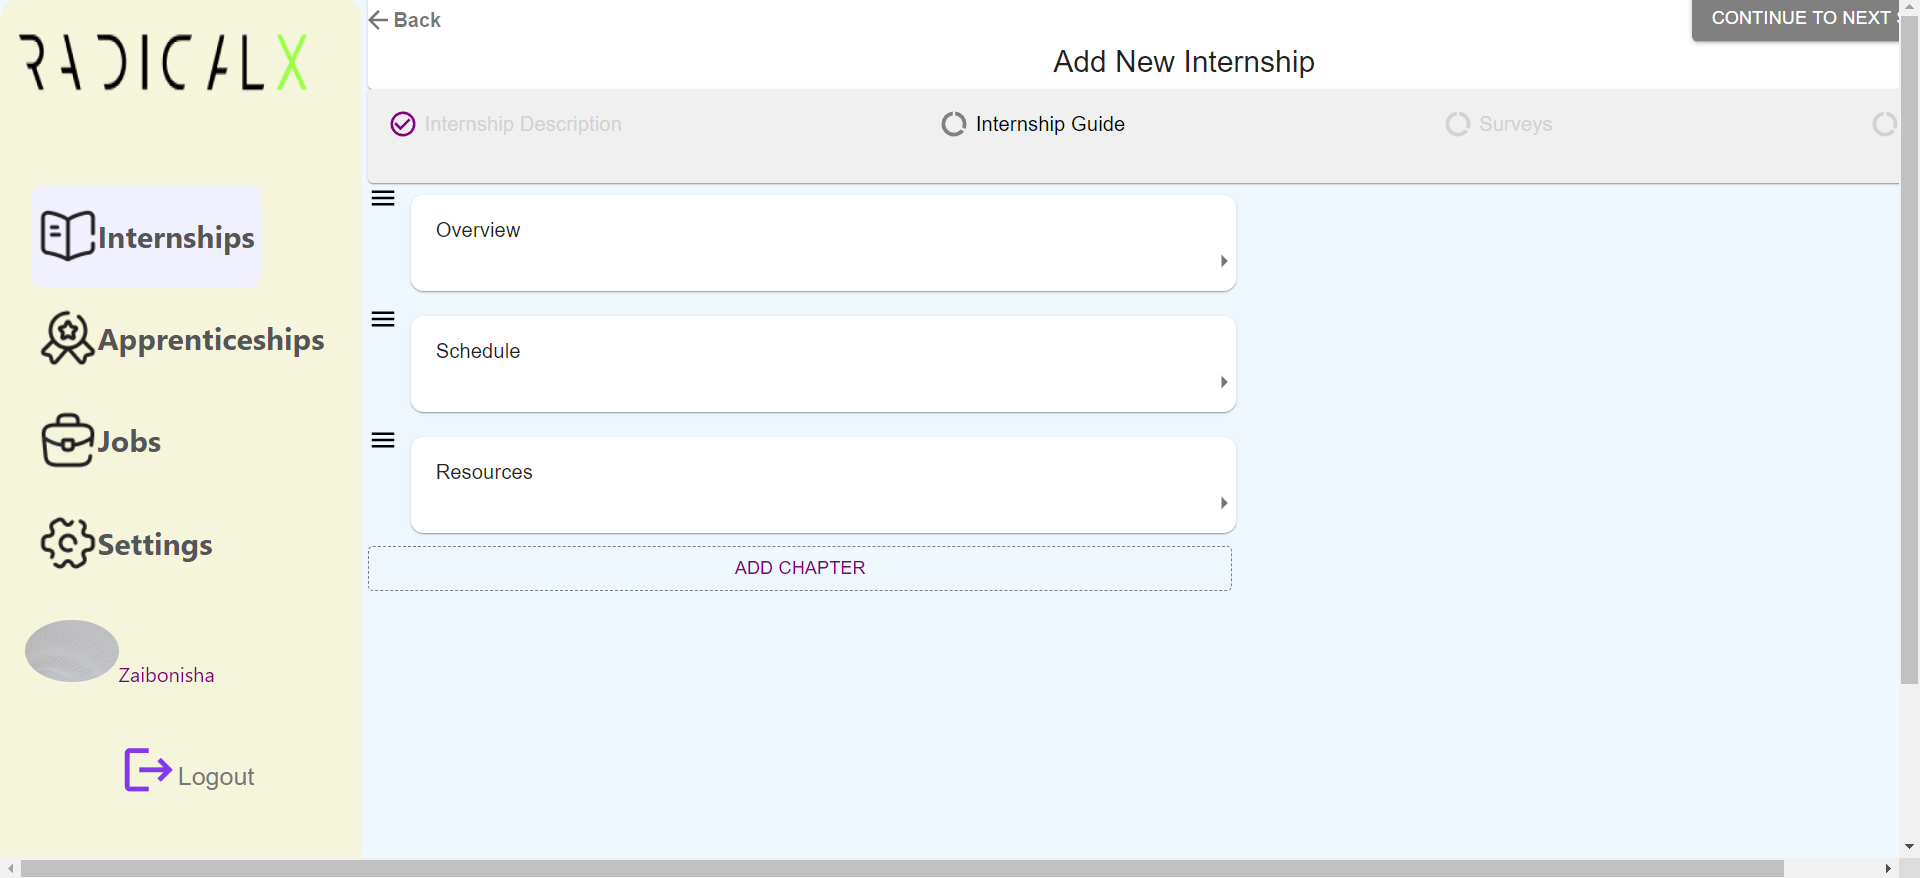 RADICALX
Back
CONTINUE TO NEXT
Add New Internship
Internship Description
Internship Guide
Surveys
Internships
Overview
Apprenticeships
Schedule
Jobs
Resources
Settings
ADD CHAPTER
Zaibonisha
Logout